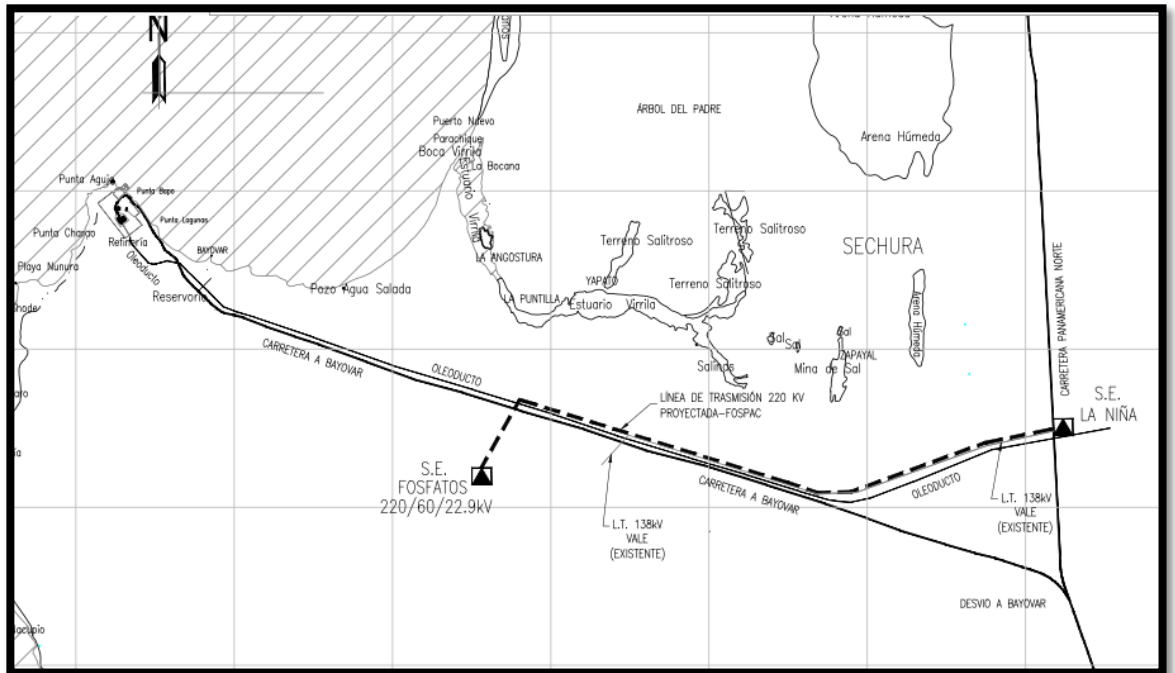 N
ÁRBOL DEL PADRE
Puerto Nuevo
Parachique
Boca Virrila
La Bocana
Estuario Virrila
Arena Húmeda
Punta Aguja
Punta Bapo
Punta Lagunas
Punta Chango
Refinería
BAYOVAR
Playa Nunura
Oleoducto
Reservorio
Pozo Agua Salada
LA ANGOSTURA
Terreno Salitroso
Terreno Salitroso
SECHURA
YAPATO
Terreno Salitroso
LA PUNTILLA
Estuario Virrila
Arena Húmeda
CARRETERA PANAMERICANA NORTE
Sal
Sal
Sal
ZAPAYAL
Mina de Sal
Salinas
CARRETERA A BAYOVAR
OLEODUCTO
LÍNEA DE TRASMISIÓN 220 KV
PROYECTADA-FOSPAC
S.E.
LA NIÑA
S.E.
FOSFATOS
220/60/22.9kV
CARRETERA A BAYOVAR
OLEODUCTO
L.T. 138kV
VALE
(EXISTENTE)
L.T. 138kV
VALE
(EXISTENTE)
DESVIO A BAYOVAR